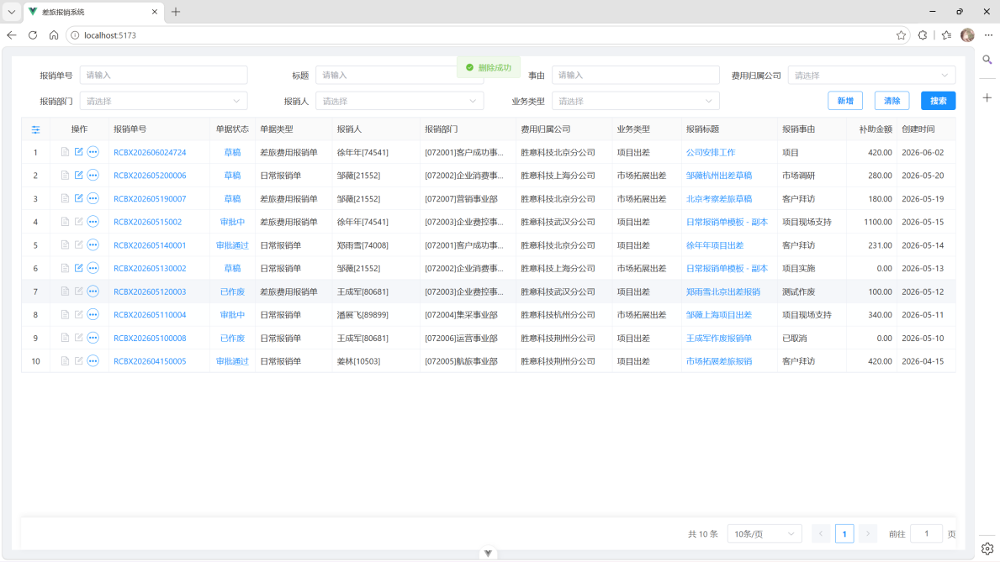 差旅报销系统
localhost:5173
删除成功
报销单号 请输入 标题 请输入 事由 请输入 费用归属公司 请选择
报销部门 请选择 报销人 请选择 业务类型 请选择 新增 清除 搜索
操作 报销单号 单据状态 单据类型 报销人 报销部门 费用归属公司 业务类型 报销标题 报销事由 补助金额 创建时间
1 RCBX202606024724 草稿 差旅费用报销单 徐年年[74541] [072001]客户成功事... 胜意科技北京分公司 项目出差 公司安排工作 项目 420.00 2026-06-02
2 RCBX202605200006 草稿 日常报销单 邹薇[21552] [072002]企业消费事... 胜意科技上海分公司 市场拓展出差 邹薇杭州出差草稿 市场调研 280.00 2026-05-20
3 RCBX202605190007 草稿 差旅费用报销单 邹薇[21552] [072007]营销事业部 胜意科技北京分公司 市场拓展出差 北京考察差旅草稿 客户拜访 180.00 2026-05-19
4 RCBX20260515002 审批中 差旅费用报销单 徐年年[74541] [072003]企业费控事... 胜意科技武汉分公司 项目出差 日常报销单模板 - 副本 项目现场支持 1100.00 2026-05-15
5 RCBX202605140001 审批通过 日常报销单 郑雨雪[74008] [072001]客户成功事... 胜意科技北京分公司 项目出差 徐年年项目出差 客户拜访 231.00 2026-05-14
6 RCBX202605130002 草稿 日常报销单 邹薇[21552] [072002]企业消费事... 胜意科技上海分公司 市场拓展出差 日常报销单模板 - 副本 项目实施 0.00 2026-05-13
7 RCBX202605120003 已作废 差旅费用报销单 王成军[80681] [072003]企业费控事... 胜意科技武汉分公司 项目出差 郑雨雪北京出差报销 测试作废 100.00 2026-05-12
8 RCBX202605110004 审批中 日常报销单 潘展飞[89899] [072004]集采事业部 胜意科技杭州分公司 市场拓展出差 邹薇上海项目出差 项目现场支持 340.00 2026-05-11
9 RCBX202605100008 已作废 日常报销单 王成军[80681] [072006]运营事业部 胜意科技荆州分公司 项目出差 王成军作废报销单 已取消 0.00 2026-05-10
10 RCBX202604150005 审批通过 日常报销单 姜林[10503] [072005]航旅事业部 胜意科技荆州分公司 项目出差 市场拓展差旅报销 客户拜访 420.00 2026-04-15
共 10 条 10条/页 1 前往 1 页